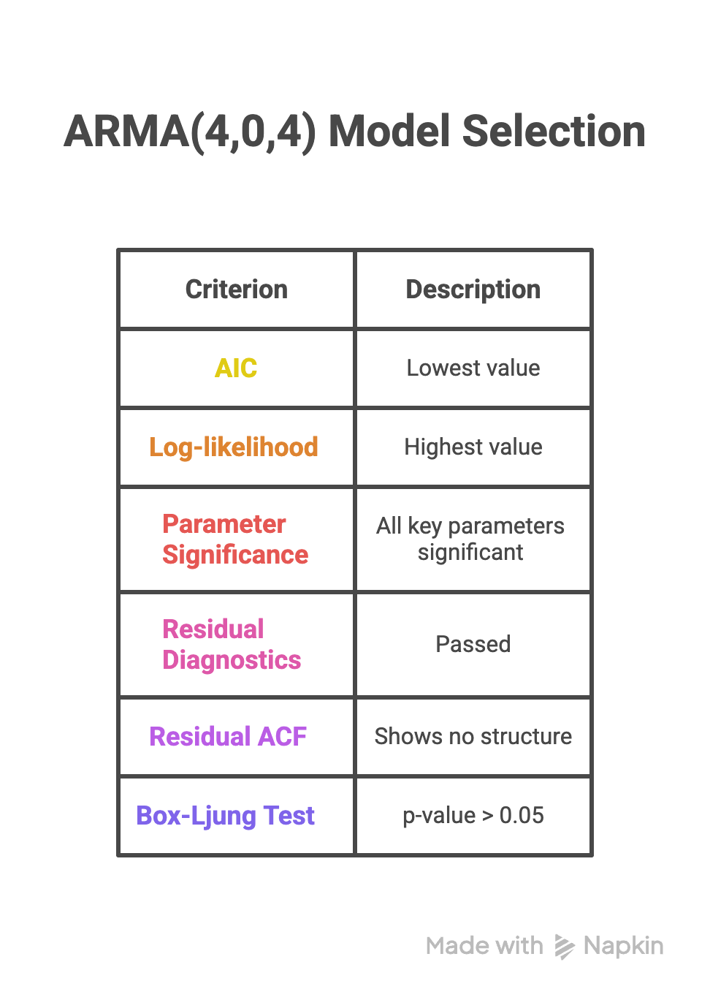 ARMA(4,0,4) Model Selection
Criterion
Description
AIC
Lowest value
Log-likelihood
Highest value
Parameter
Significance
All key parameters
significant
Residual
Diagnostics
Passed
Residual ACF
Shows no structure
Box-Ljung Test
p-value > 0.05
Made with Napkin